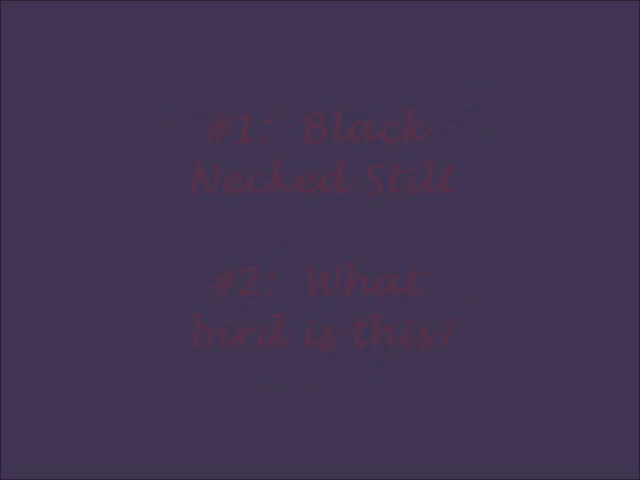 #1:  Black
Necked Stilt
#2:  What
bird is this?